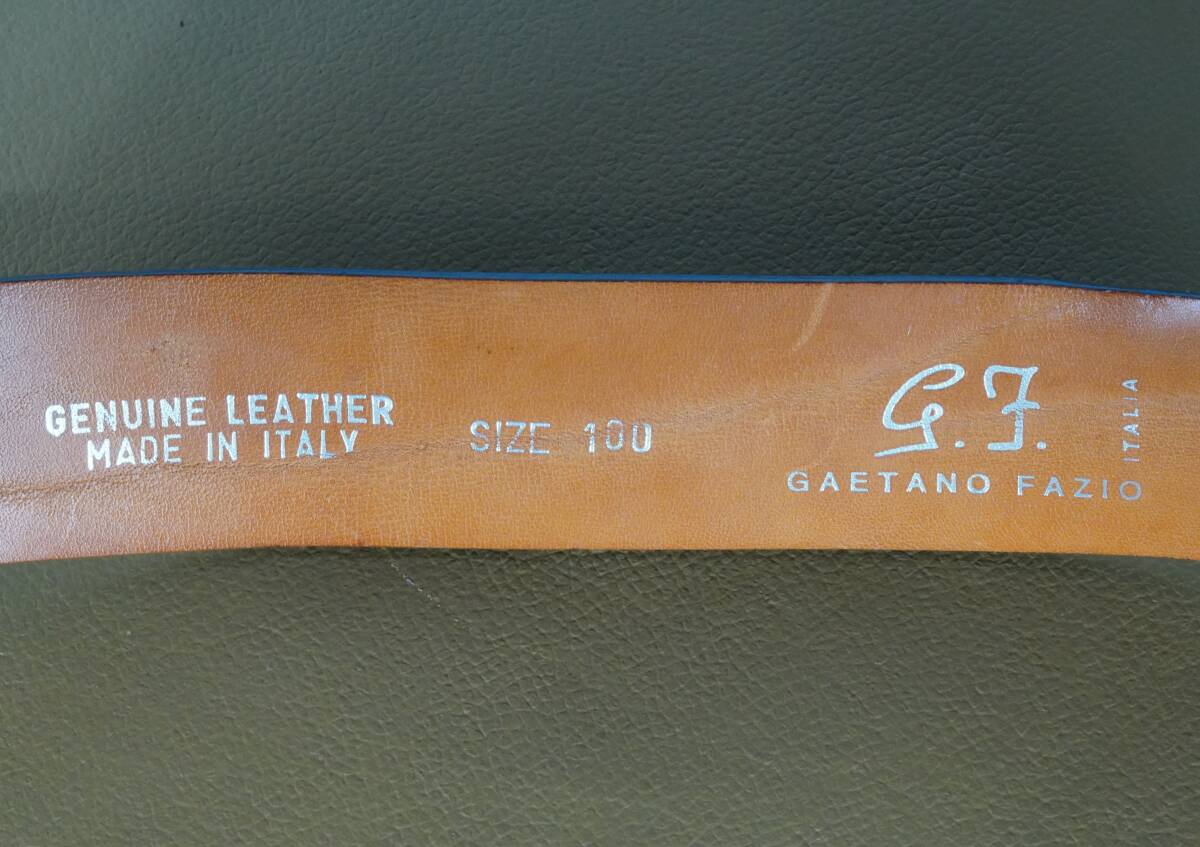 GENUINE LEATHER
MADE IN ITALY
SIZE 100
G.F.
GAETANO FAZIO
ITALIA